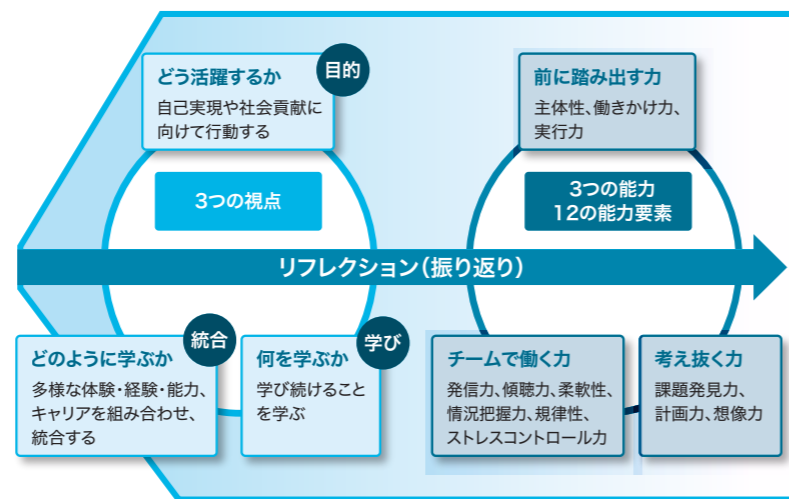 どう活躍するか
目的
自己実現や社会貢献に
向けて行動する
3つの視点
前に踏み出す力
主体性、働きかけ力、
実行力
3つの能力
12の能力要素
リフレクション(振り返り)
どのように学ぶか
統合
多様な体験・経験・能力、
キャリアを組み合わせ、
統合する
何を学ぶか
学び
学び続けること
を学ぶ
チームで働く力
発信力、傾聴力、柔軟性、
情況把握力、規律性、
ストレスコントロール力
考え抜く力
課題発見力、
計画力、想像力